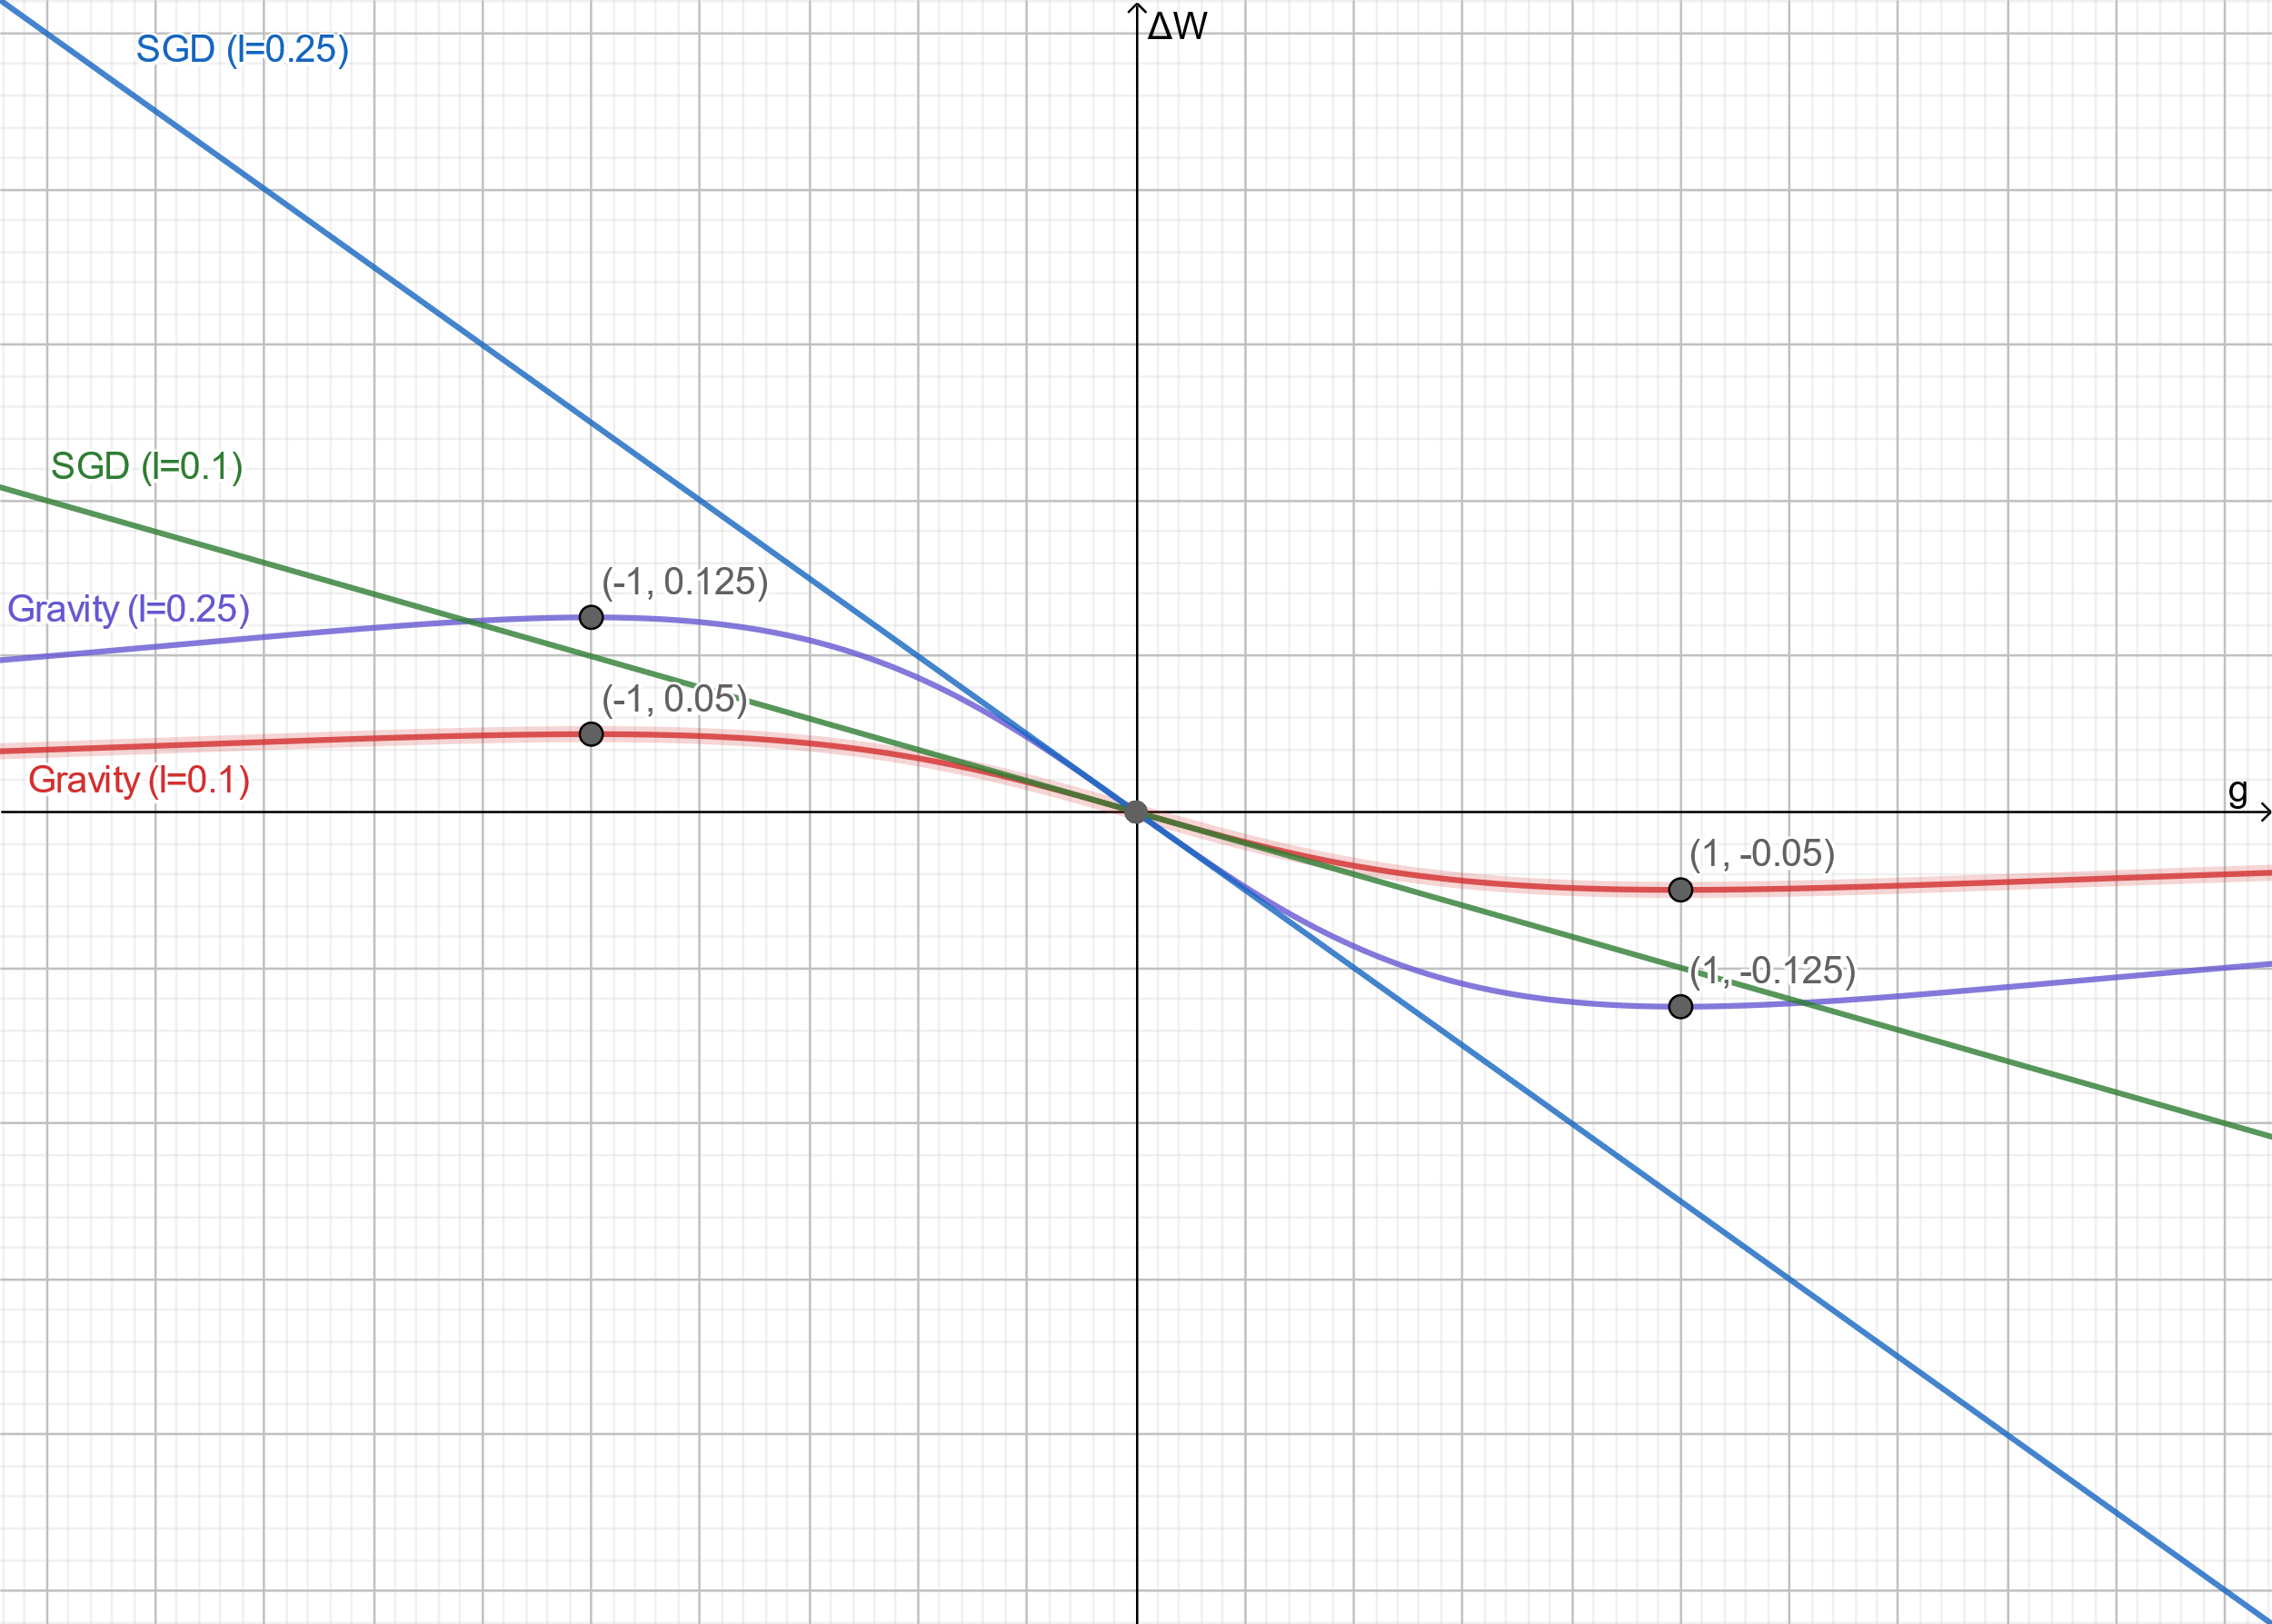 ΔW
SGD (l=0.25)
SGD (l=0.1)
(-1, 0.125)
Gravity (l=0.25)
(-1, 0.05)
Gravity (l=0.1)
g
(1, -0.05)
(1, -0.125)